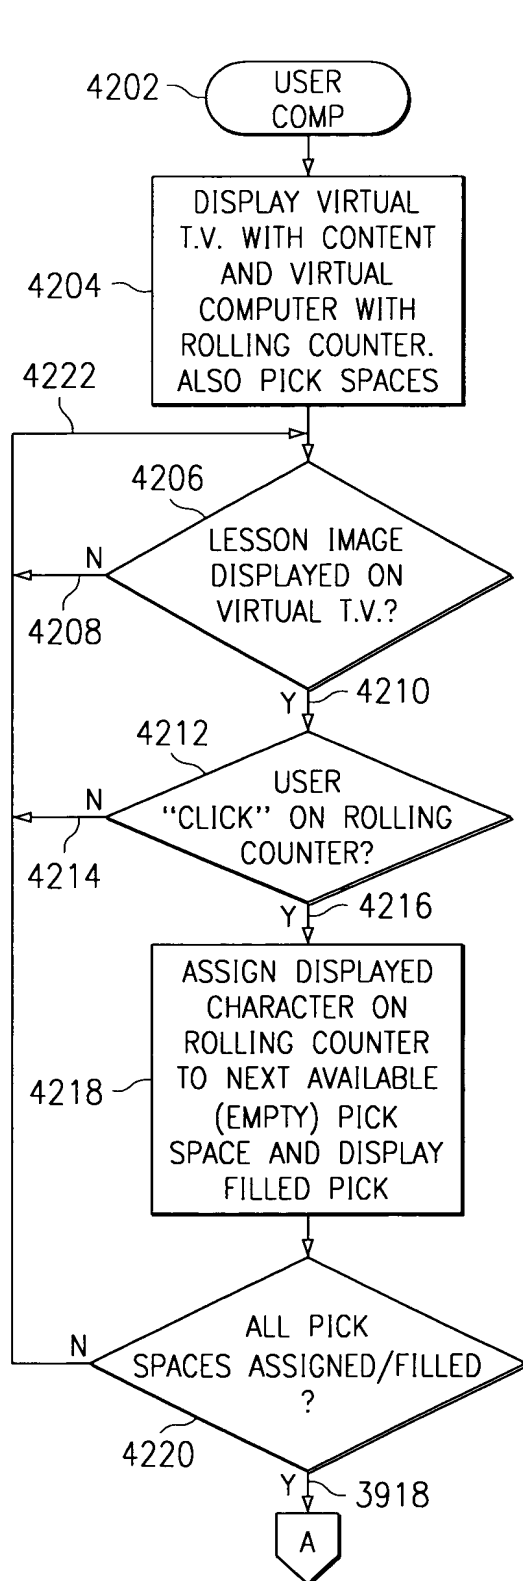 4202
USER
COMP
DISPLAY VIRTUAL
T.V. WITH CONTENT
AND VIRTUAL
COMPUTER WITH
ROLLING COUNTER.
ALSO PICK SPACES
4204
4222
4206
LESSON IMAGE
DISPLAYED ON
VIRTUAL T.V.?
N
4208
Y
4210
4212
USER
"CLICK" ON ROLLING
COUNTER?
N
4214
Y
4216
ASSIGN DISPLAYED
CHARACTER ON
ROLLING COUNTER
TO NEXT AVAILABLE
(EMPTY) PICK
SPACE AND DISPLAY
FILLED PICK
4218
ALL PICK
SPACES ASSIGNED/FILLED
?
N
4220
Y
3918
A